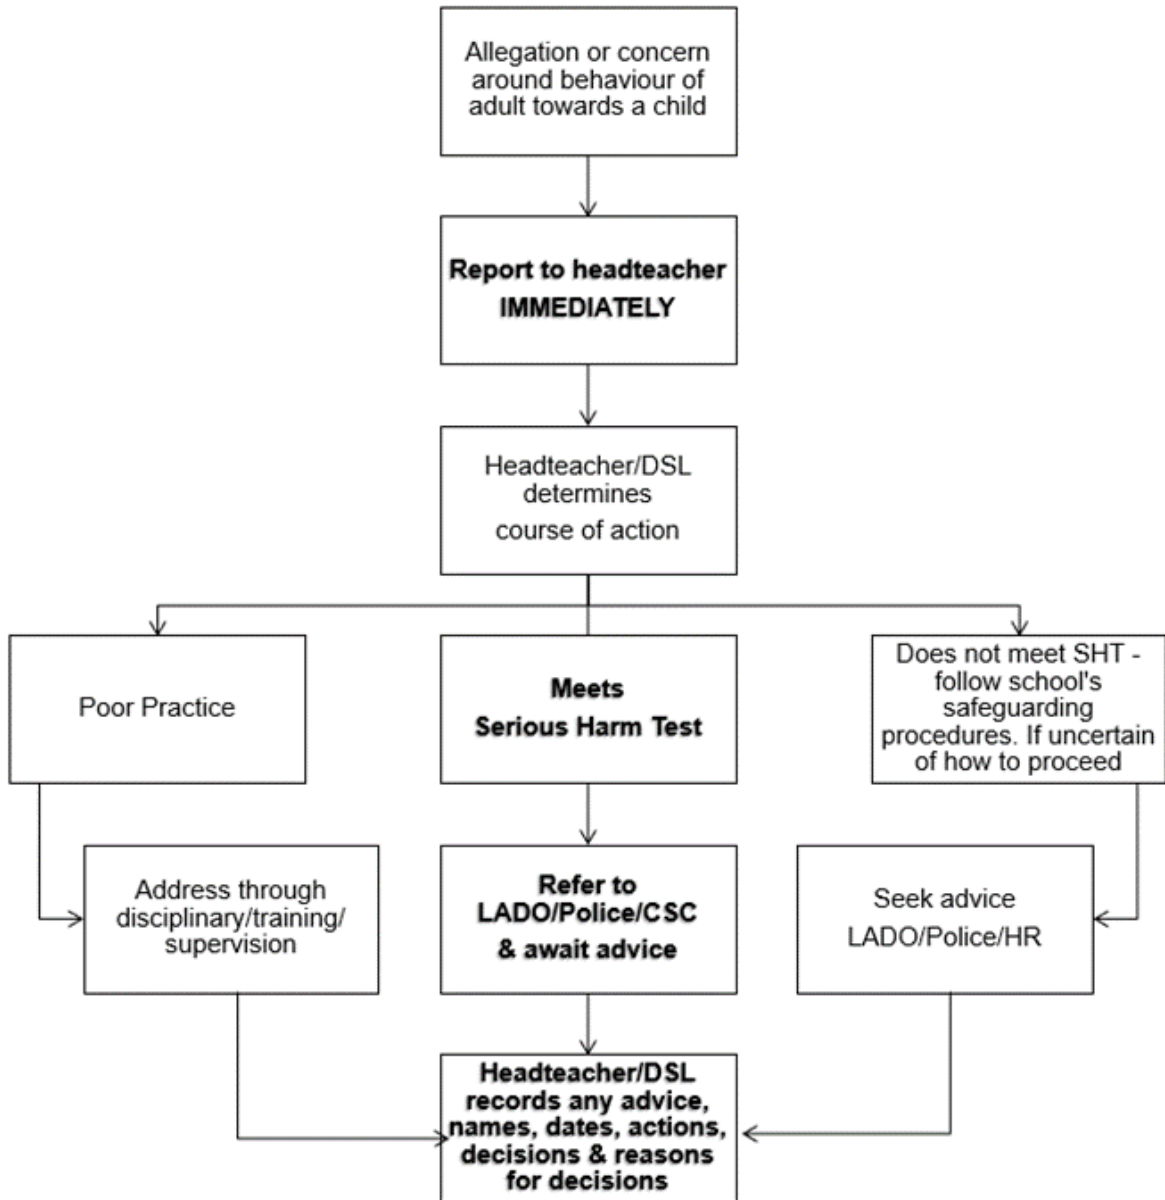 Allegation or concern
around behaviour of
adult towards a child
Report to headteacher
IMMEDIATELY
Headteacher/DSL
determines
course of action
Poor Practice
Meets
Serious Harm Test
Does not meet SHT -
follow school's
safeguarding
procedures. If uncertain
of how to proceed
Address through
disciplinary/training/
supervision
Refer to
LADO/Police/CSC
& await advice
Seek advice
LADO/Police/HR
Headteacher/DSL
records any advice,
names, dates, actions,
decisions & reasons
for decisions